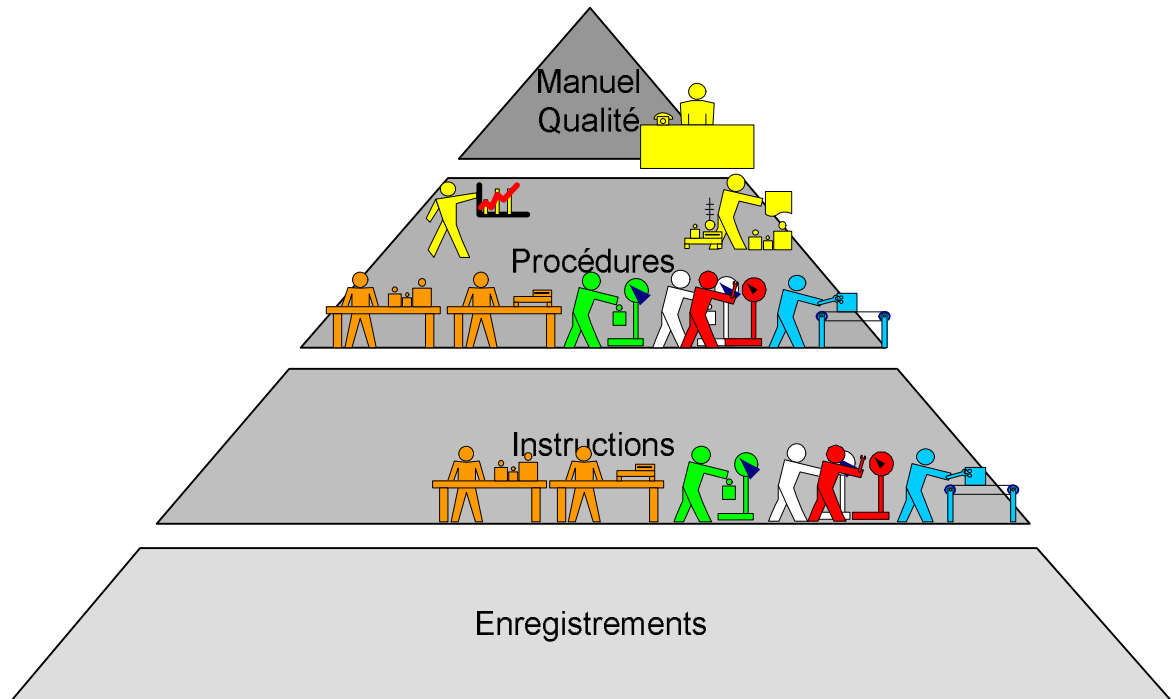 Manuel
Qualité
Procédures
Instructions
Enregistrements